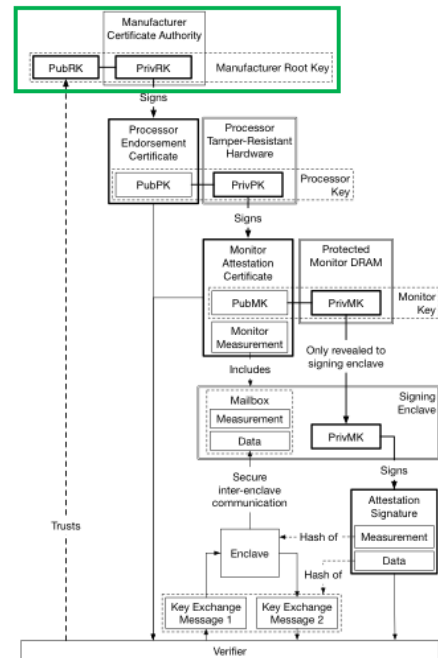 Manufacturer
Certificate Authority
PubRK
PrivRK
Manufacturer Root Key
Signs
Processor
Endorsement
Certificate
Processor
Tamper-Resistant
Hardware
PubPK
PrivPK
Processor
Key
Signs
Monitor
Attestation
Certificate
Protected
Monitor DRAM
PubMK
PrivMK
Monitor
Key
Monitor
Measurement
Only revealed to
signing enclave
Includes
Mailbox
Measurement
Data
Signing
Enclave
PrivMK
Signs
Secure
inter-enclave
communication
Attestation
Signature
Trusts
Enclave
Hash of
Measurement
Data
Hash of
Key Exchange
Message 1
Key Exchange
Message 2
Verifier